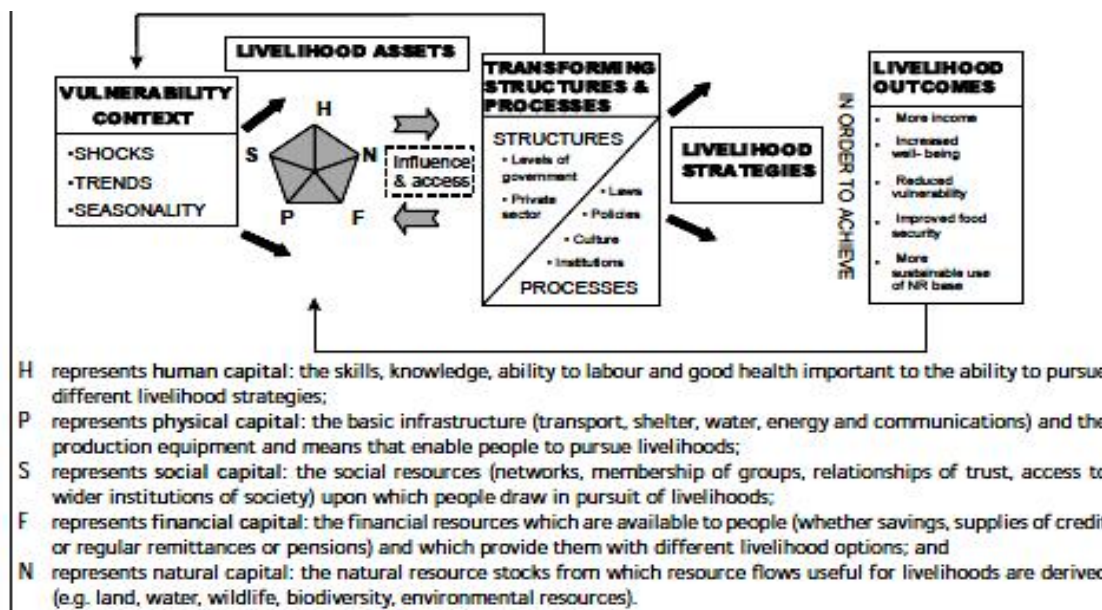 LIVELIHOOD ASSETS
VULNERABILITY
CONTEXT
•SHOCKS
•TRENDS
•SEASONALITY
H
S
N
P
F
Influence
& access
TRANSFORMING
STRUCTURES &
PROCESSES
STRUCTURES
• Levels of
government
• Private
sector
• Laws
• Policies
• Culture
• Institutions
PROCESSES
LIVELIHOOD
STRATEGIES
IN ORDER TO ACHIEVE
LIVELIHOOD
OUTCOMES
• More income
• Increased
well- being
• Reduced
vulnerability
• Improved food
security
• More
sustainable use
of NR base
H represents human capital: the skills, knowledge, ability to labour and good health important to the ability to pursue
different livelihood strategies;
P represents physical capital: the basic infrastructure (transport, shelter, water, energy and communications) and the
production equipment and means that enable people to pursue livelihoods;
S represents social capital: the social resources (networks, membership of groups, relationships of trust, access to
wider institutions of society) upon which people draw in pursuit of livelihoods;
F represents financial capital: the financial resources which are available to people (whether savings, supplies of credit
or regular remittances or pensions) and which provide them with different livelihood options; and
N represents natural capital: the natural resource stocks from which resource flows useful for livelihoods are derived
(e.g. land, water, wildlife, biodiversity, environmental resources).